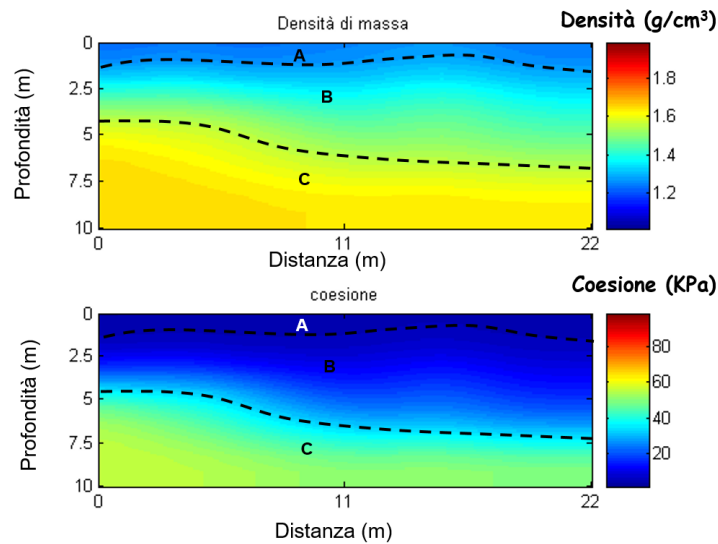 Densità di massa
Densità (g/cm³)
0
2.5
5
7.5
10
Profondità (m)
A
B
C
0
11
22
Distanza (m)
1.8
1.6
1.4
1.2
coesione
Coesione (KPa)
0
2.5
5
7.5
10
Profondità (m)
A
B
C
0
11
22
Distanza (m)
80
60
40
20